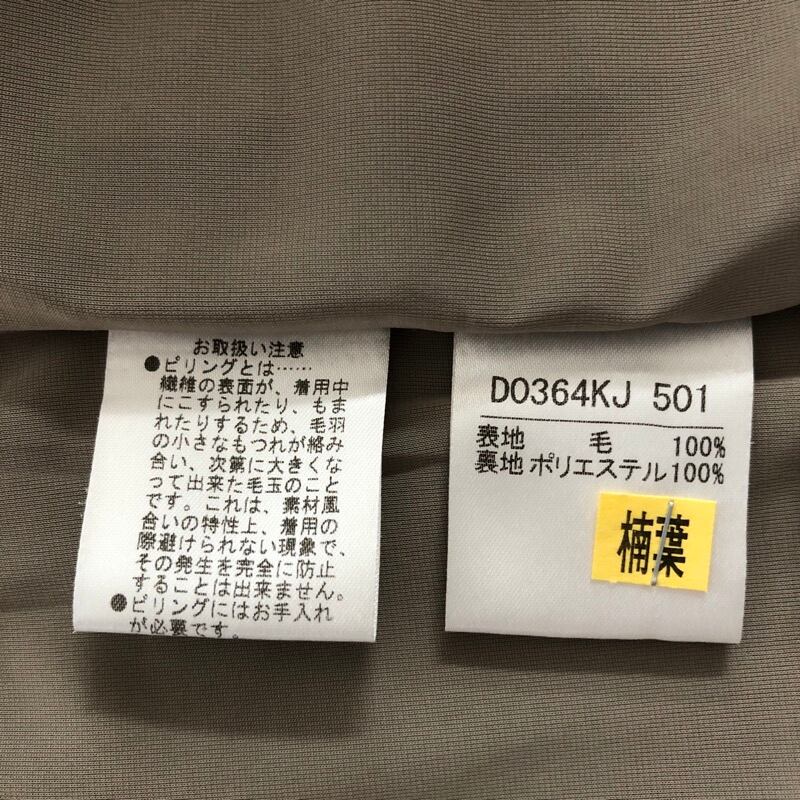 お取扱い注意
●ピリングとは……
繊維の表面が、着用中
にこすられたり、もま
れたりするため、毛羽
の小さなもつれが絡み
合い、次第に大きくな
って出来た毛玉のこと
です。これは、素材風
合いの特性上、着用の
際避けられない現象で、
その発生を完全に防止
することは出来ません。
●ピリングにはお手入れ
が必要です。
DO364KJ 501
表地 毛 100%
裏地 ポリエステル100%
楠葉